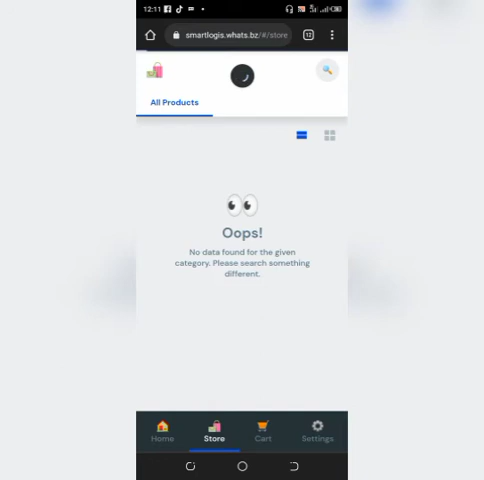 12:11
smartlogis.whats.bz/#/store
12
All Products
Oops!
No data found for the given
category. Please search something
different.
Home
Store
Cart
Settings